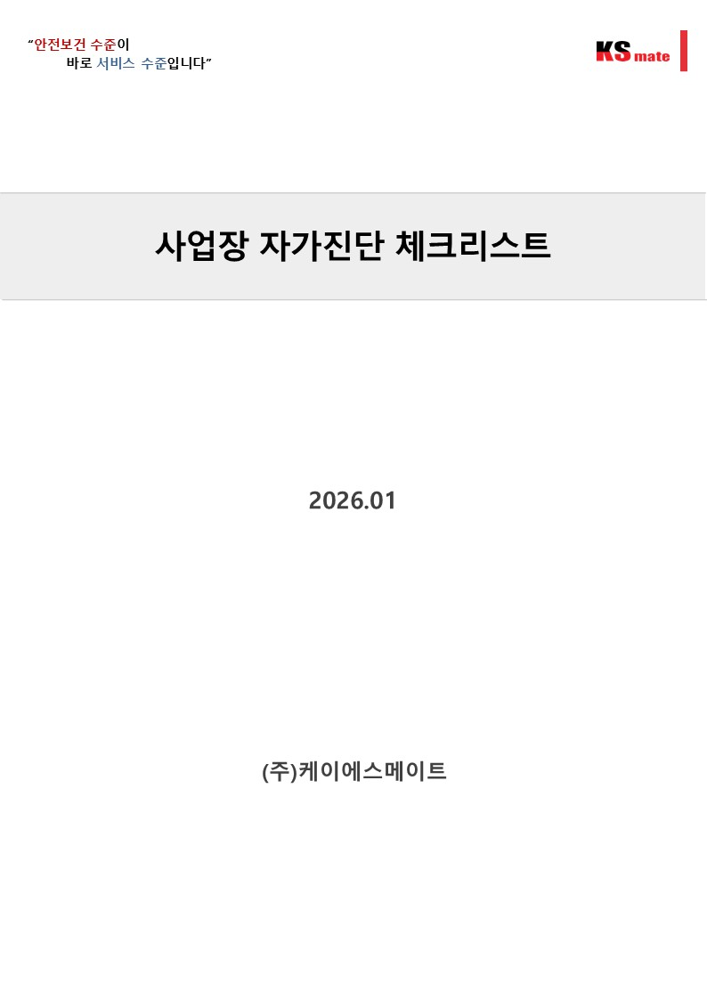 “안전보건 수준이
바로 서비스 수준입니다”
KS mate
사업장 자가진단 체크리스트
2026.01
(주)케이에스메이트